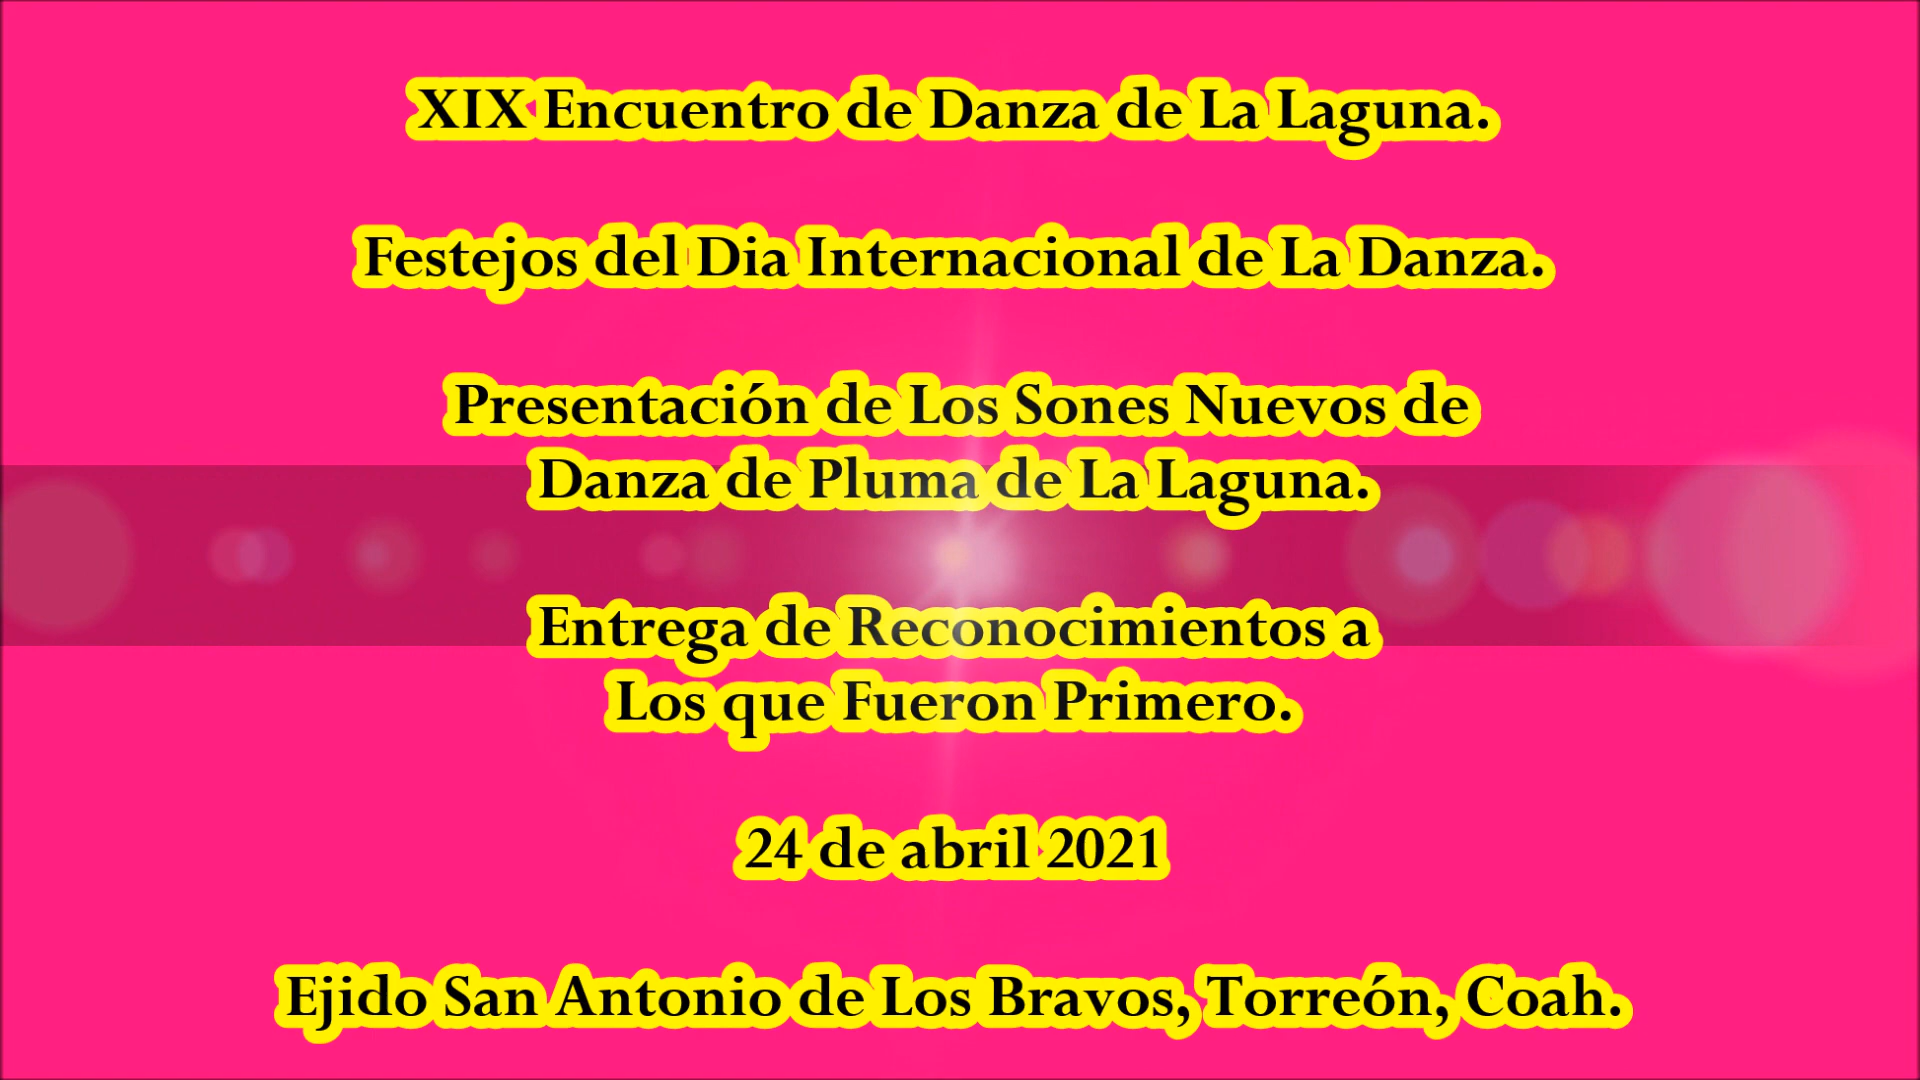 XIX Encuentro de Danza de La Laguna.
Festejos del Dia Internacional de La Danza.
Presentación de Los Sones Nuevos de
Danza de Pluma de La Laguna.
Entrega de Reconocimientos a
Los que Fueron Primero.
24 de abril 2021
Ejido San Antonio de Los Bravos, Torreón, Coah.